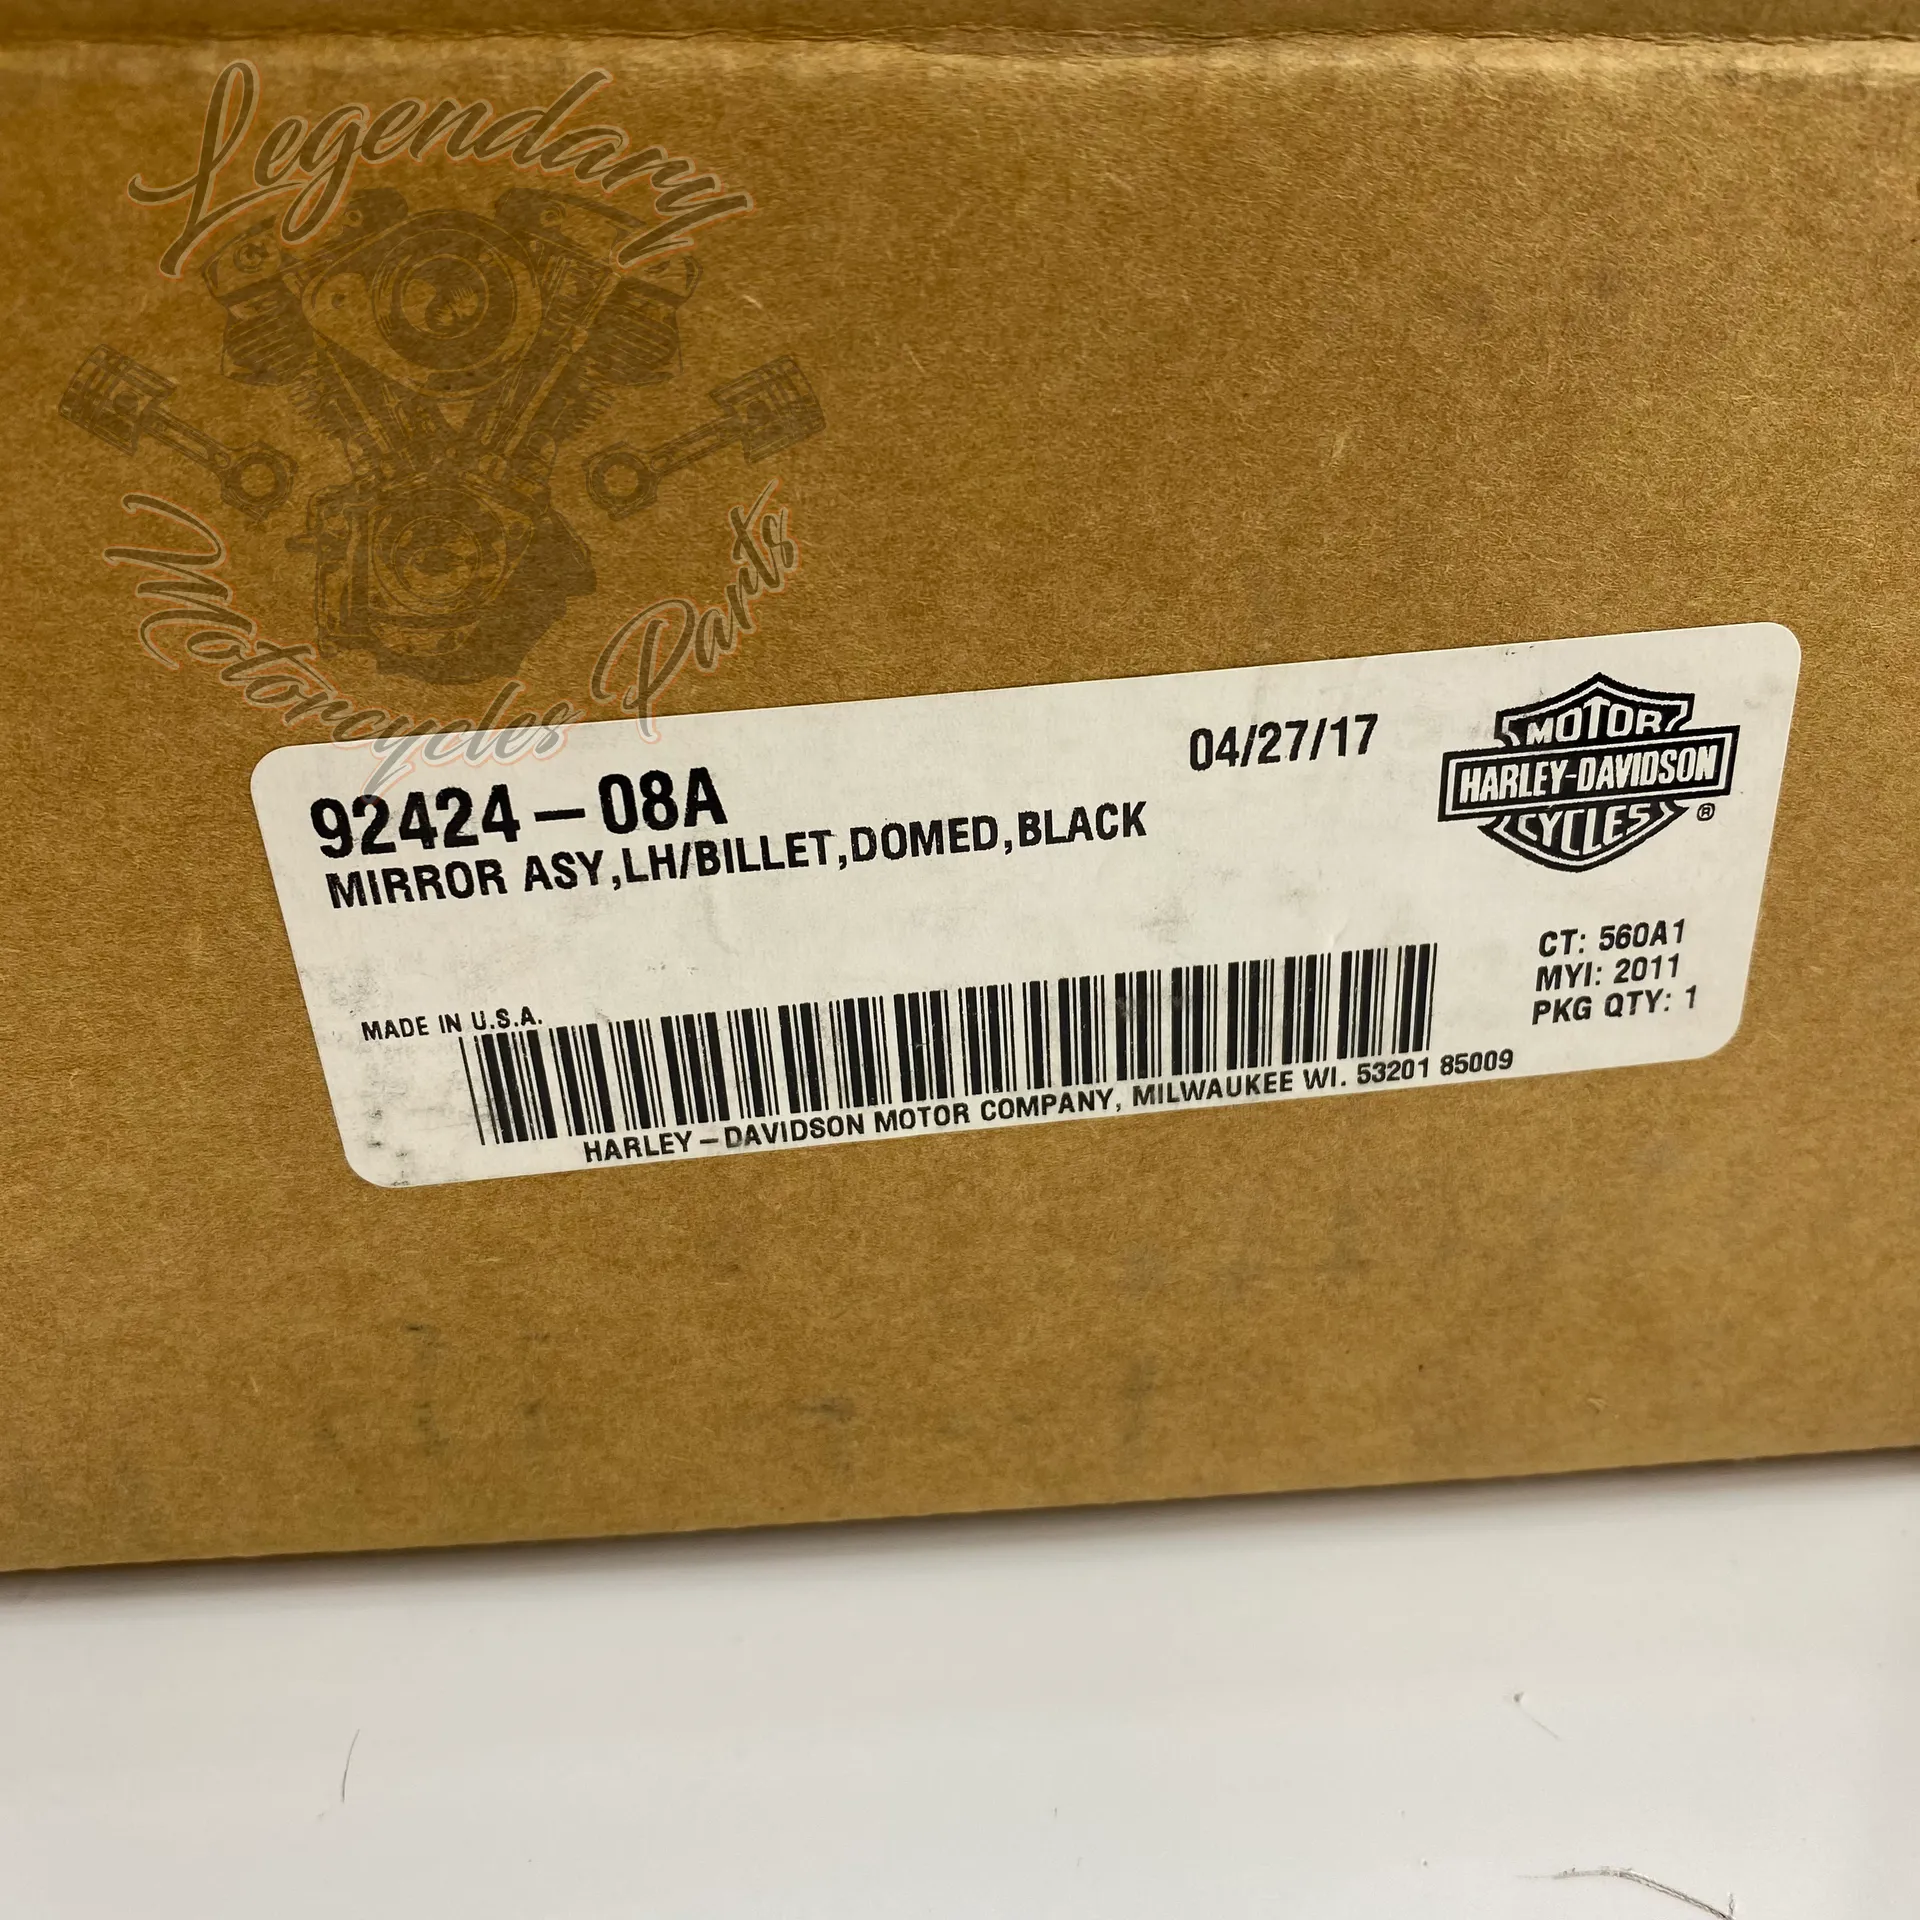 Legendary
Motorcycles Parts
92424-08A
04/27/17
MIRROR ASY,LH/BILLET,DOMED,BLACK
MOTOR
HARLEY-DAVIDSON
CYCLES
®
CT: 560A1
MYI: 2011
PKG QTY: 1
MADE IN U.S.A.
HARLEY-DAVIDSON MOTOR COMPANY, MILWAUKEE WI. 53201 85009